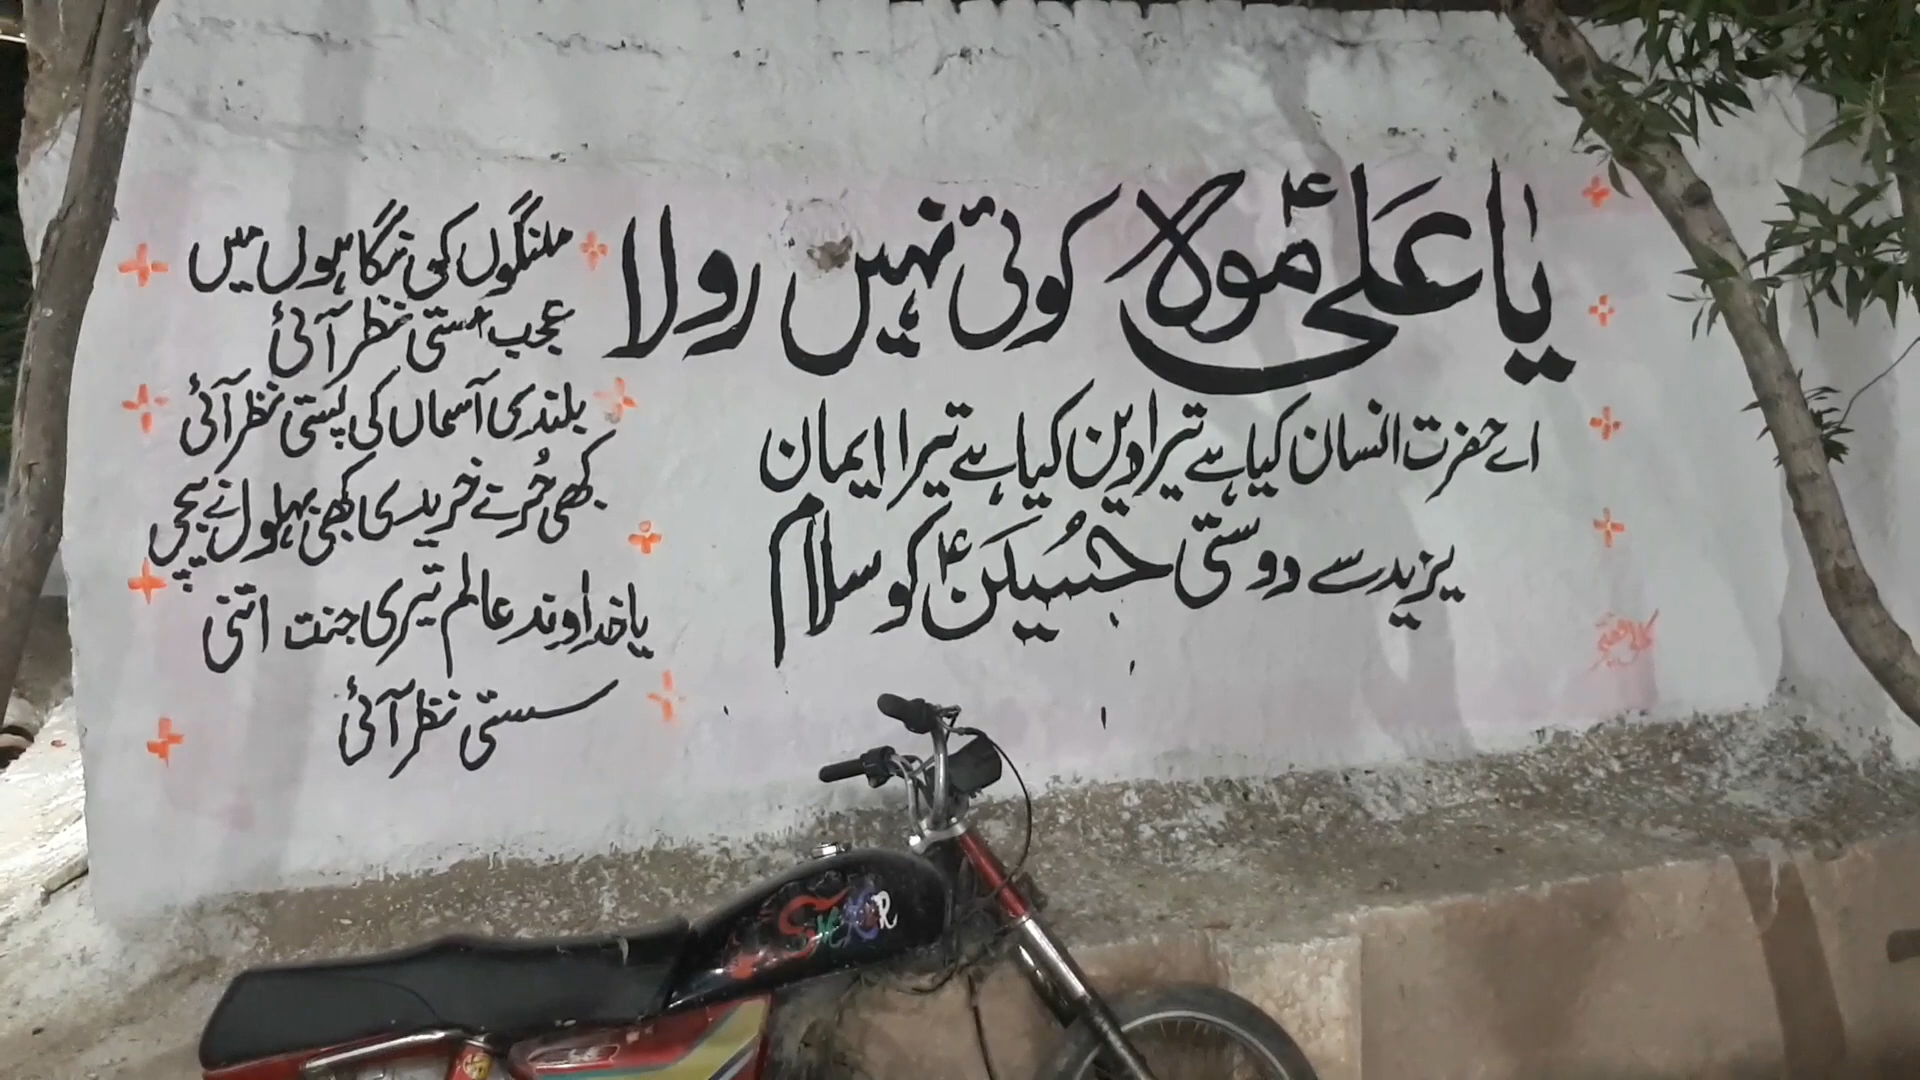 یا علیؑ مولا کوئی نہیں رولا
اے حضرت انسان کیا ہے تیرا دین کیا ہے تیرا ایمان
یزید سے دوستی حُسینؑ کو سلام
ملنگوں کی نگاہوں میں
عجب مستی نظر آئی
بلندی آسماں کی پستی نظر آئی
کبھی حُر نے خریدی کبھی بہلول نے بیچی
یا خداوند عالم تیری جنت اتنی
سستی نظر آئی